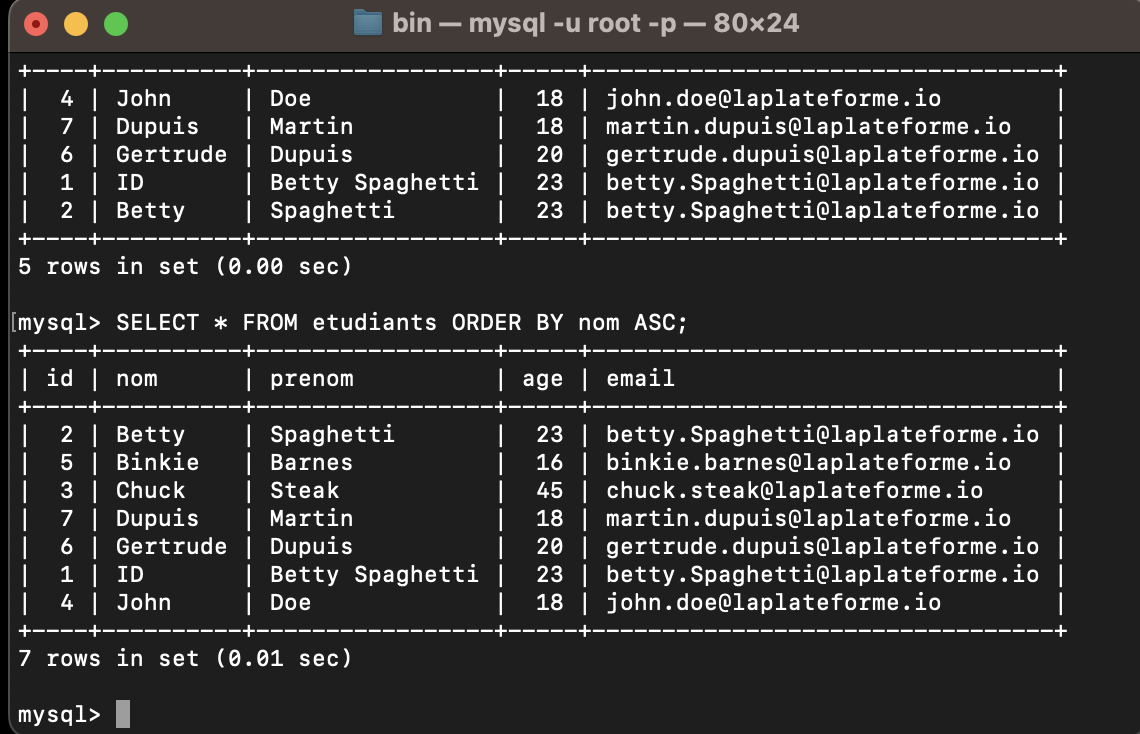 bin — mysql -u root -p — 80×24
+----+----------+-----------------+-----+---------------------------------+
|  4 | John     | Doe             |  18 | john.doe@laplateforme.io        |
|  7 | Dupuis   | Martin          |  18 | martin.dupuis@laplateforme.io   |
|  6 | Gertrude | Dupuis          |  20 | gertrude.dupuis@laplateforme.io |
|  1 | ID       | Betty Spaghetti |  23 | betty.Spaghetti@laplateforme.io |
|  2 | Betty    | Spaghetti       |  23 | betty.Spaghetti@laplateforme.io |
+----+----------+-----------------+-----+---------------------------------+
5 rows in set (0.00 sec)
[mysql> SELECT * FROM etudiants ORDER BY nom ASC;
+----+----------+-----------------+-----+---------------------------------+
| id | nom      | prenom          | age | email                           |
+----+----------+-----------------+-----+---------------------------------+
|  2 | Betty    | Spaghetti       |  23 | betty.Spaghetti@laplateforme.io |
|  5 | Binkie   | Barnes          |  16 | binkie.barnes@laplateforme.io   |
|  3 | Chuck    | Steak           |  45 | chuck.steak@laplateforme.io     |
|  7 | Dupuis   | Martin          |  18 | martin.dupuis@laplateforme.io   |
|  6 | Gertrude | Dupuis          |  20 | gertrude.dupuis@laplateforme.io |
|  1 | ID       | Betty Spaghetti |  23 | betty.Spaghetti@laplateforme.io |
|  4 | John     | Doe             |  18 | john.doe@laplateforme.io        |
+----+----------+-----------------+-----+---------------------------------+
7 rows in set (0.01 sec)
mysql>